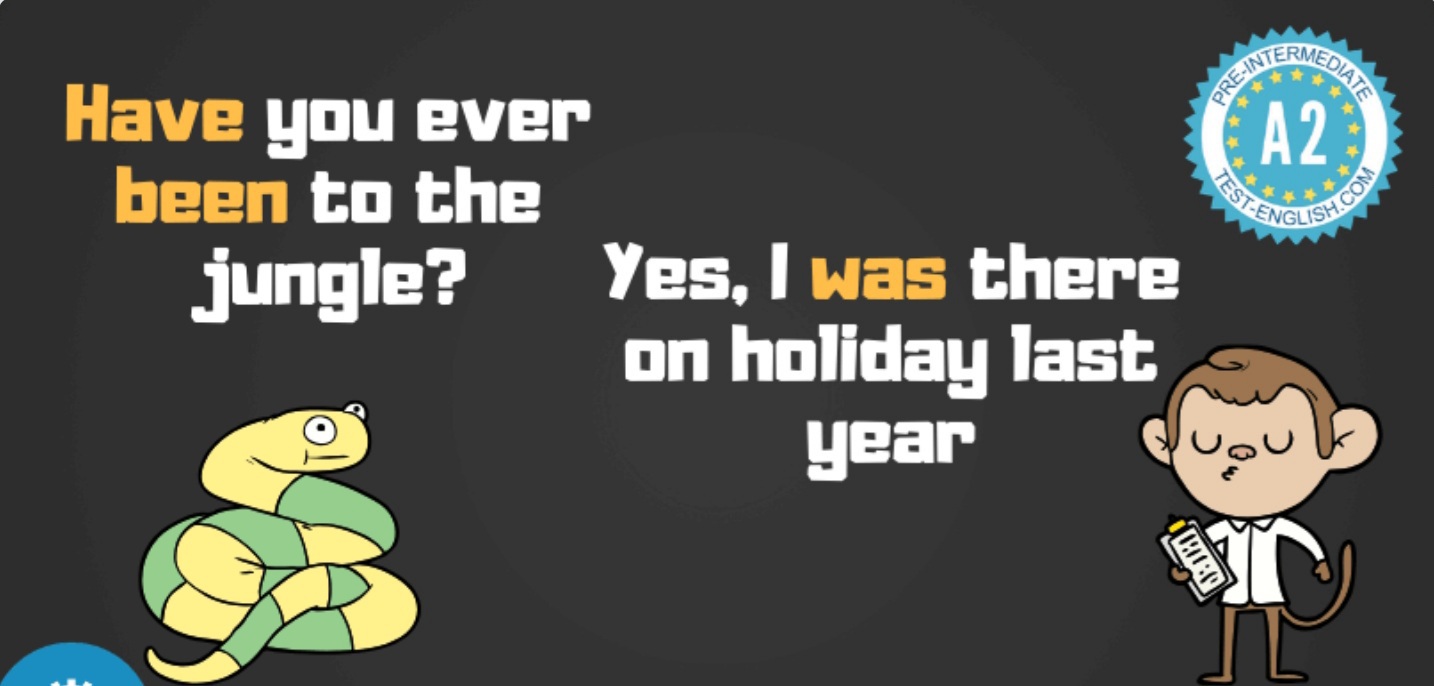 Have you ever
been to the
jungle?
Yes, I was there
on holiday last
year
PRE-INTERMEDIATE
A2
TEST-ENGLISH.COM